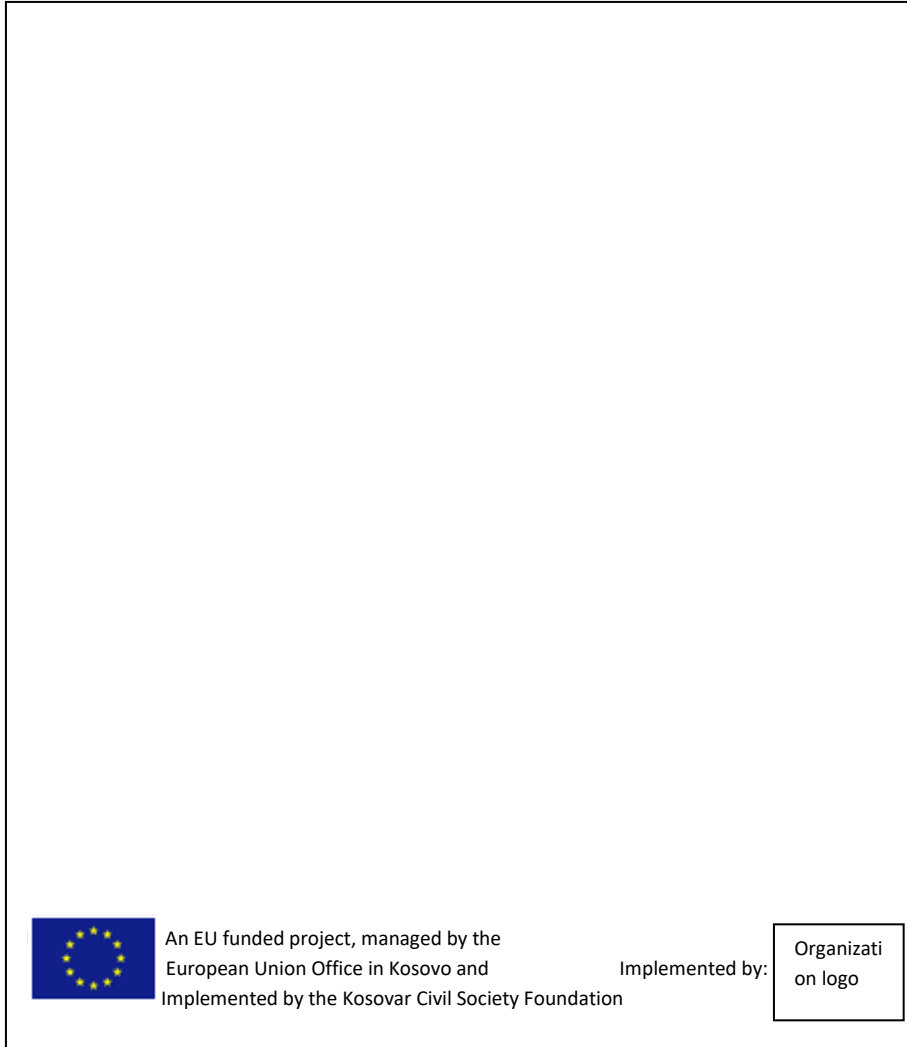 An EU funded project, managed by the
European Union Office in Kosovo and
Implemented by the Kosovar Civil Society Foundation
Implemented by:
Organizati
on logo